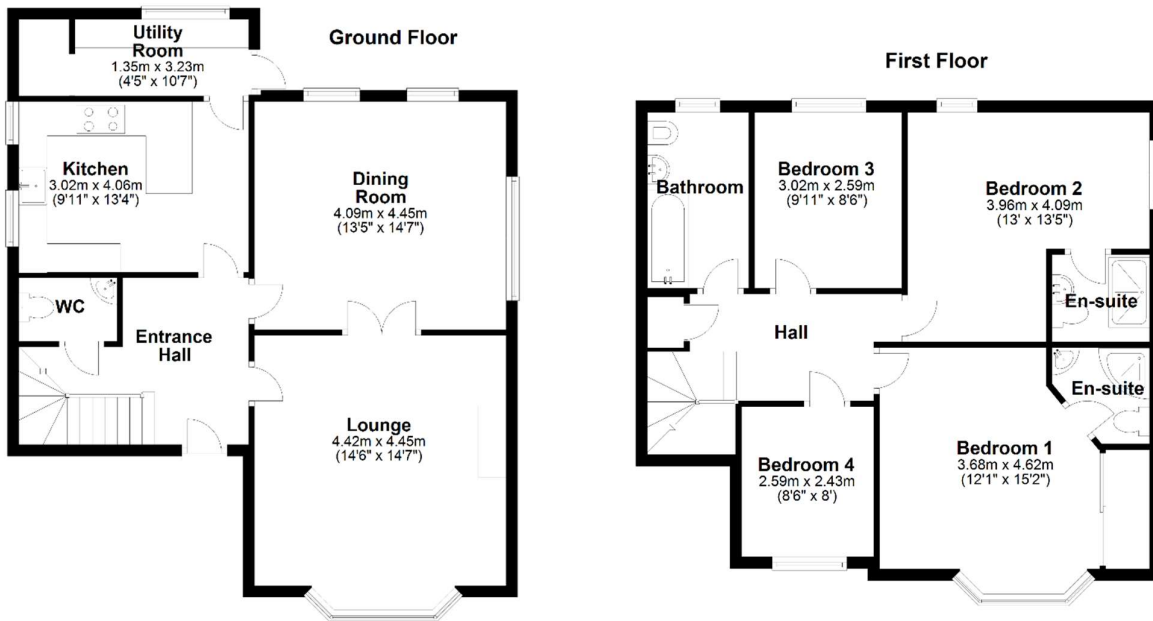 Ground Floor
Utility
Room
1.35m x 3.23m
(4'5" x 10'7")
Kitchen
3.02m x 4.06m
(9'11" x 13'4")
Dining
Room
4.09m x 4.45m
(13'5" x 14'7")
WC
Entrance
Hall
Lounge
4.42m x 4.45m
(14'6" x 14'7")
First Floor
Bathroom
Bedroom 3
3.02m x 2.59m
(9'11" x 8'6")
Bedroom 2
3.96m x 4.09m
(13' x 13'5")
En-suite
Hall
En-suite
Bedroom 4
2.59m x 2.43m
(8'6" x 8')
Bedroom 1
3.68m x 4.62m
(12'1" x 15'2")